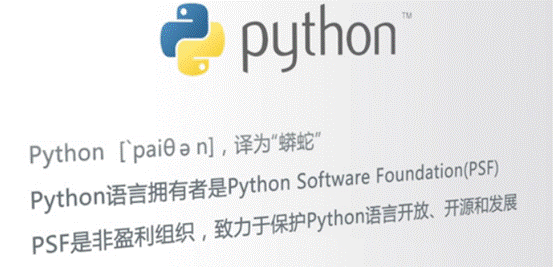 python™
Python [`paiθən],译为“蟒蛇”
Python语言拥有者是Python Software Foundation(PSF)
PSF是非盈利组织,致力于保护Python语言开放、开源和发展